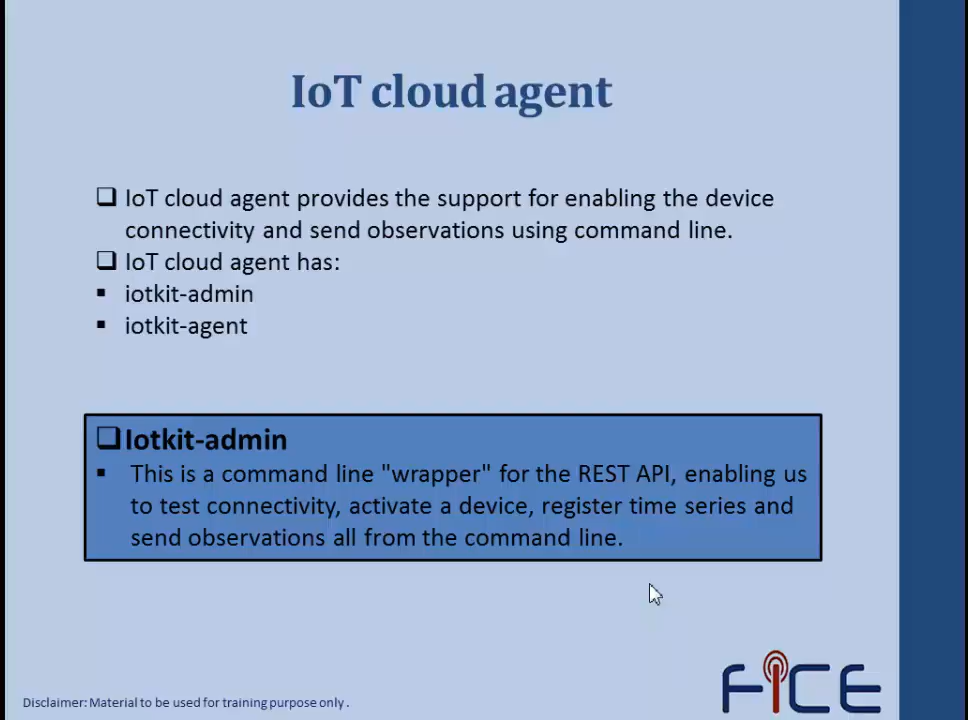 IoT cloud agent
IoT cloud agent provides the support for enabling the device
connectivity and send observations using command line.
IoT cloud agent has:
iotkit-admin
iotkit-agent
Iotkit-admin
This is a command line "wrapper" for the REST API, enabling us
to test connectivity, activate a device, register time series and
send observations all from the command line.
FiCE
Disclaimer: Material to be used for training purpose only .